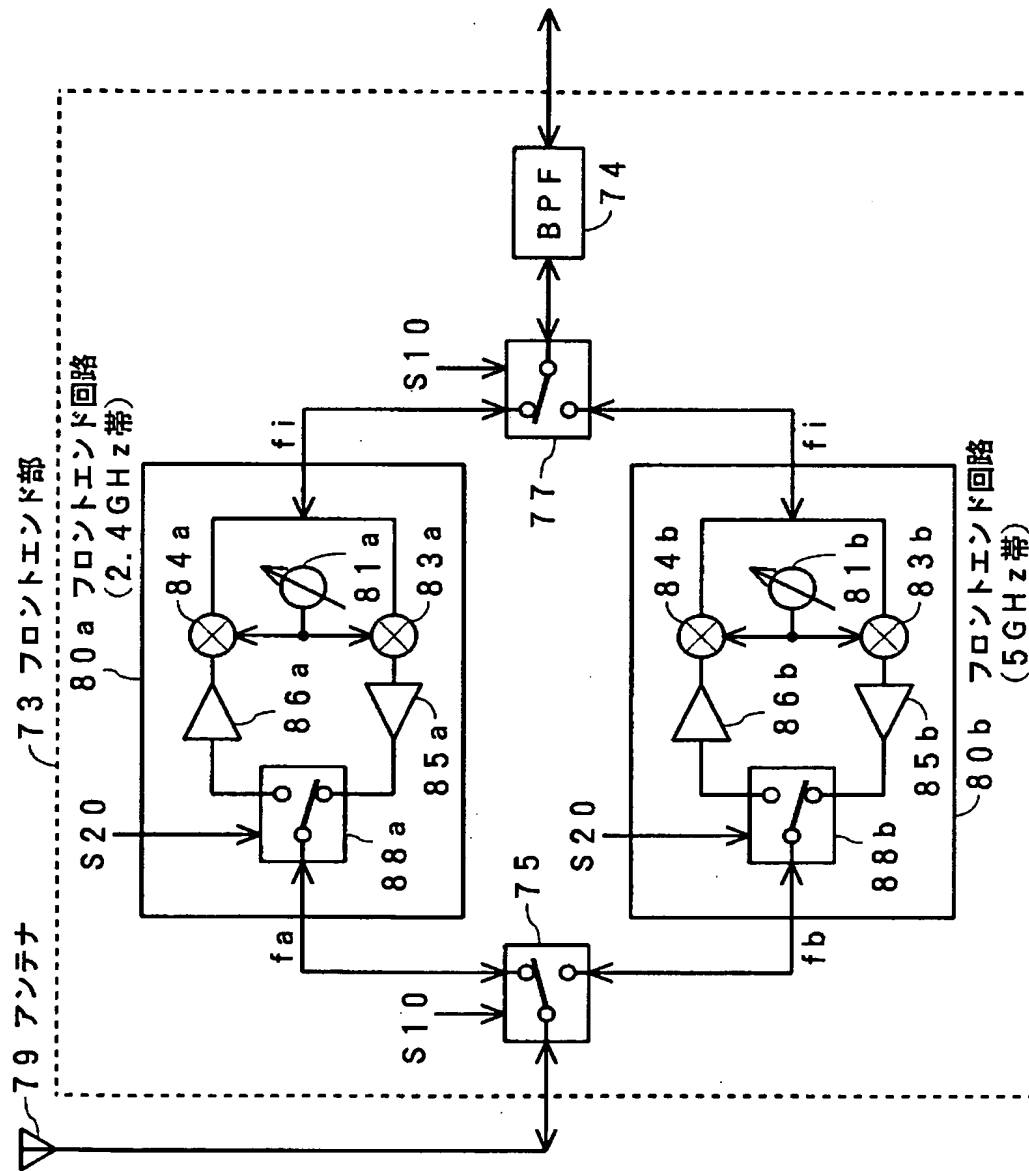 79 アンテナ
73 フロントエンド部
80a フロントエンド回路
(2.4GHz帯)
S20
84a
86a
81a
88a
85a
83a
fa
fi
S10
75
S10
77
BPF
74
S20
84b
86b
81b
88b
85b
83b
fb
fi
80b フロントエンド回路
(5GHz帯)